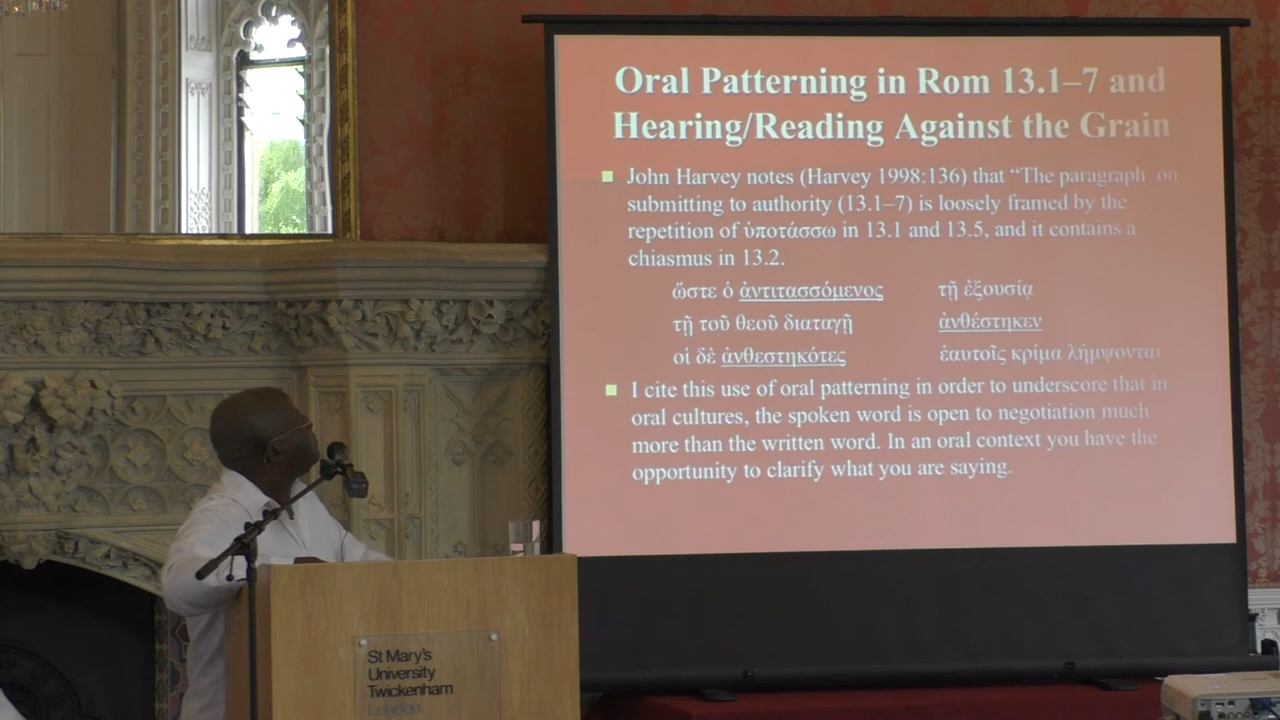 Oral Patterning in Rom 13.1–7 and
Hearing/Reading Against the Grain
John Harvey notes (Harvey 1998:136) that “The paragraph on
submitting to authority (13.1–7) is loosely framed by the
repetition of ὑποτάσσω in 13.1 and 13.5, and it contains a
chiasmus in 13.2.
ὥστε ὁ ἀντιτασσόμενος τῇ ἐξουσίᾳ
τῇ τοῦ θεοῦ διαταγῇ ἀνθέστηκεν
οἱ δὲ ἀνθεστηκότες ἑαυτοῖς κρίμα λήμψονται
I cite this use of oral patterning in order to underscore that in
oral cultures, the spoken word is open to negotiation much
more than the written word. In an oral context you have the
opportunity to clarify what you are saying.
St Mary's
University
Twickenham
London